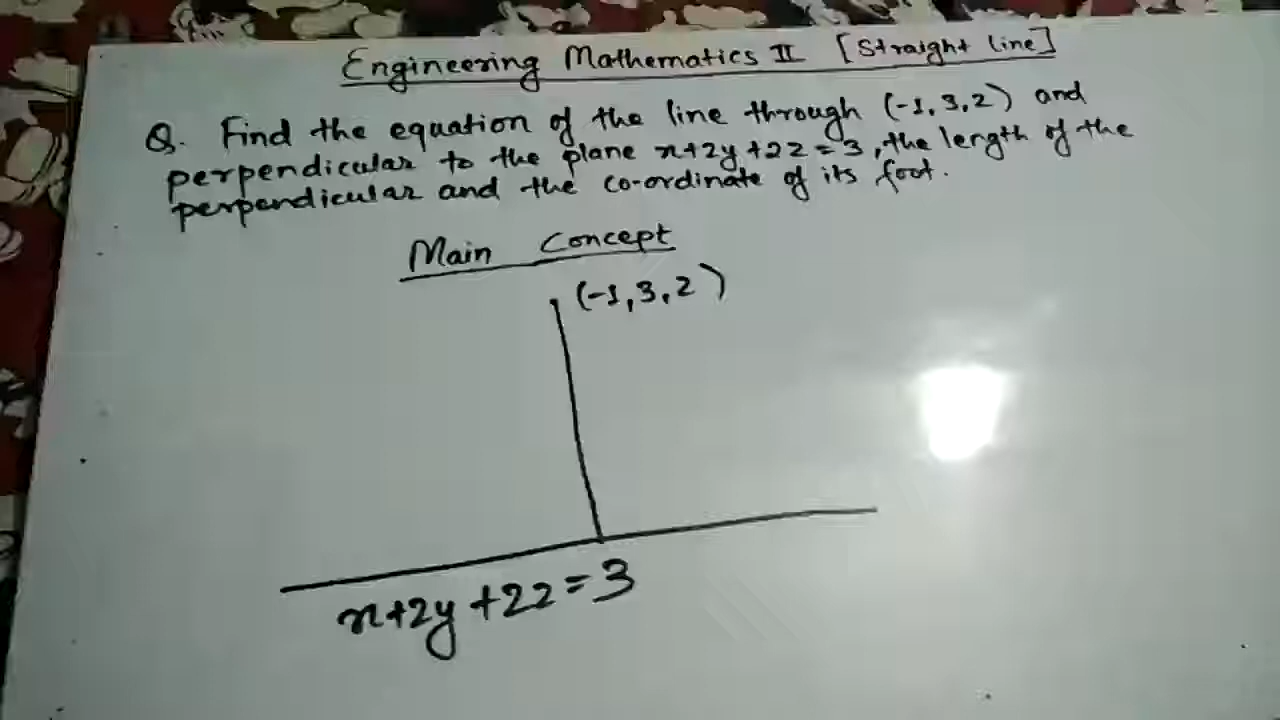 Engineering Mathematics II [Straight line]
Q. Find the equation of the line through (-1,3,2) and
perpendicular to the plane x+2y+2z=3, the length of the
perpendicular and the co-ordinate of its foot.
Main Concept
(-1,3,2)
x+2y+2z=3